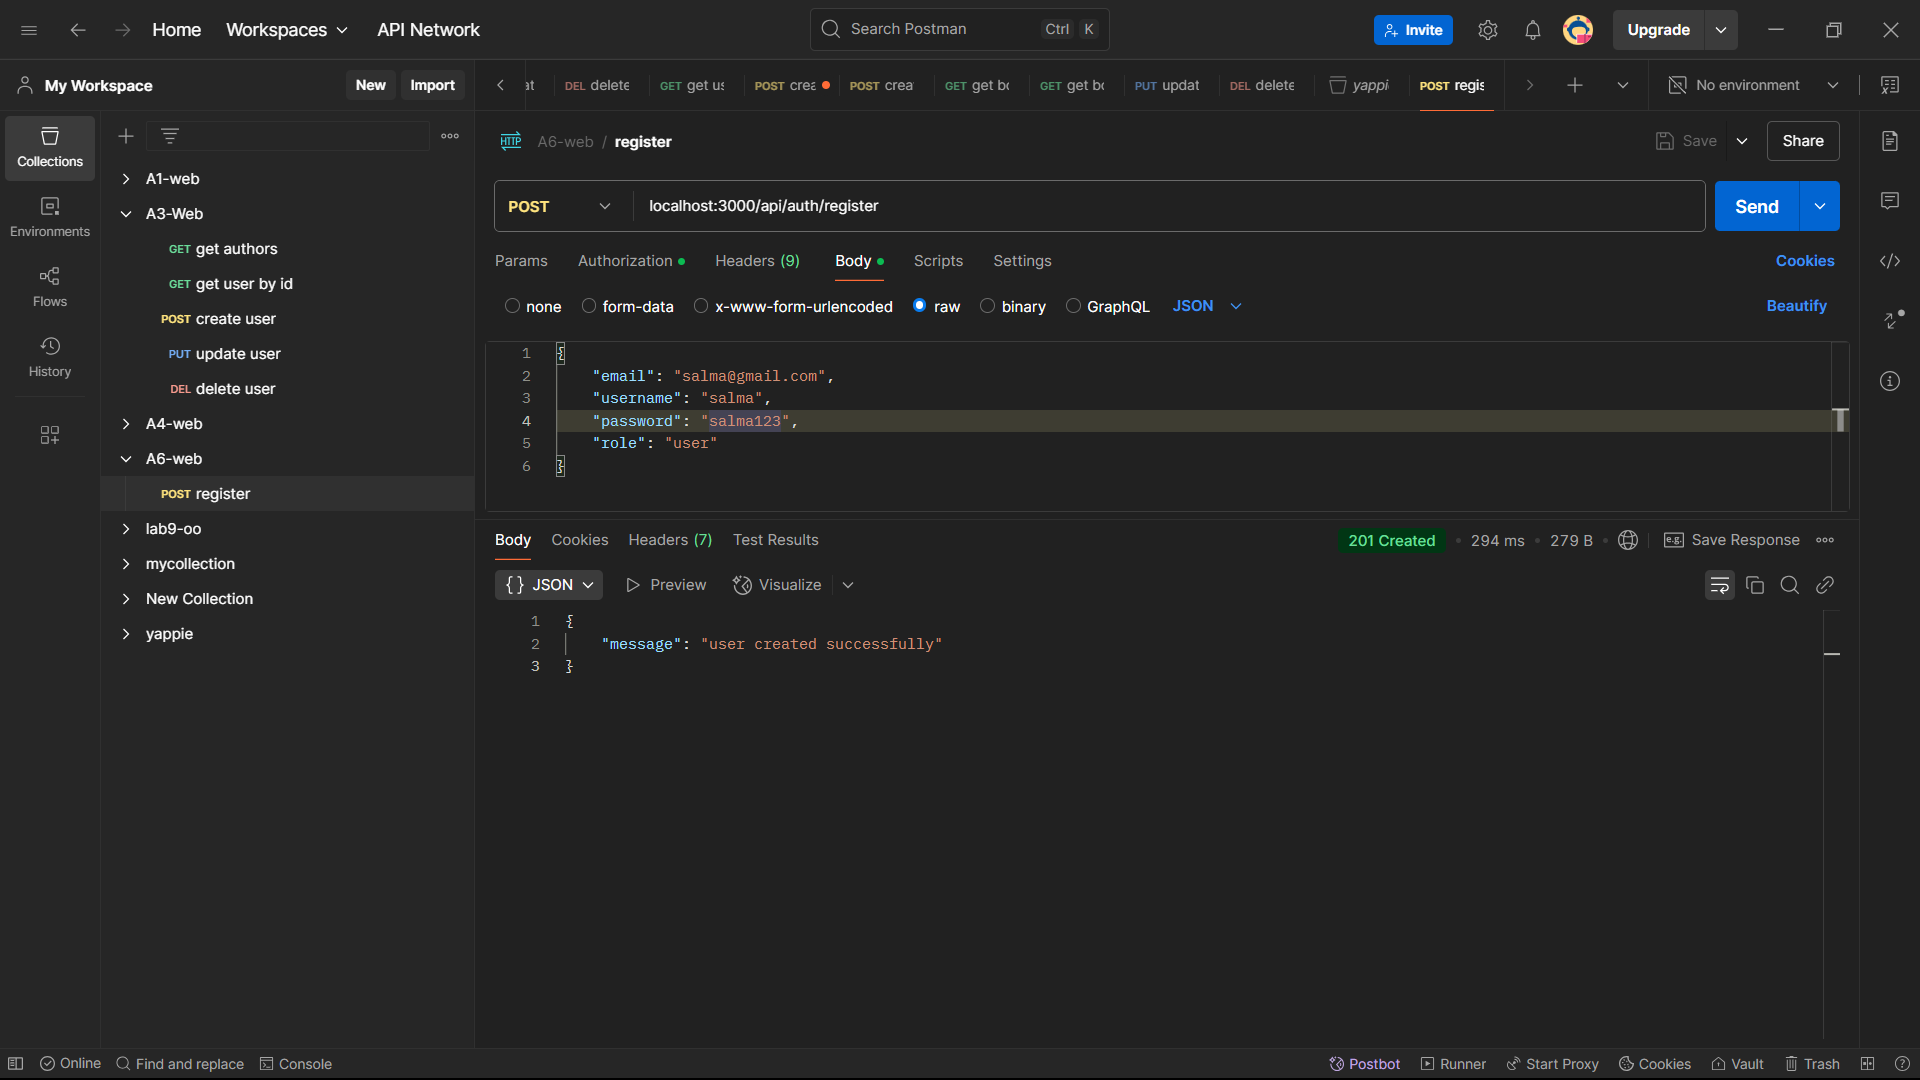 Home Workspaces API Network Search Postman Ctrl K Invite Upgrade
My Workspace New Import at DEL delete GET get us POST crea POST crea GET get bo GET get bo PUT updat DEL delete yappi POST regis No environment
Collections
Environments
Flows
History
A1-web
A3-Web
GET get authors
GET get user by id
POST create user
PUT update user
DEL delete user
A4-web
A6-web
POST register
lab9-oo
mycollection
New Collection
yappie
HTTP A6-web / register Save Share
POST localhost:3000/api/auth/register Send
Params Authorization Headers (9) Body Scripts Settings Cookies
none form-data x-www-form-urlencoded raw binary GraphQL JSON Beautify
1 {
2 "email": "salma@gmail.com",
3 "username": "salma",
4 "password": "salma123",
5 "role": "user"
6 }
Body Cookies Headers (7) Test Results 201 Created 294 ms 279 B e.g. Save Response
{} JSON Preview Visualize
1 {
2 "message": "user created successfully"
3 }
Online Find and replace Console Postbot Runner Start Proxy Cookies Vault Trash